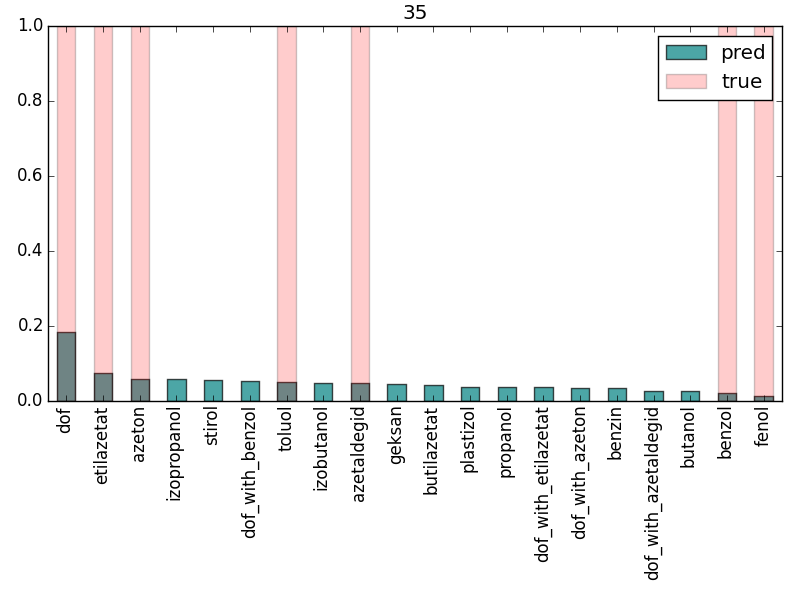 35
1.0
0.8
0.6
0.4
0.2
0.0
pred
true
dof
etilazetat
azeton
izopropanol
stirol
dof_with_benzol
toluol
izobutanol
azetaldegid
geksan
butilazetat
plastizol
propanol
dof_with_etilazetat
dof_with_azeton
benzin
dof_with_azetaldegid
butanol
benzol
fenol